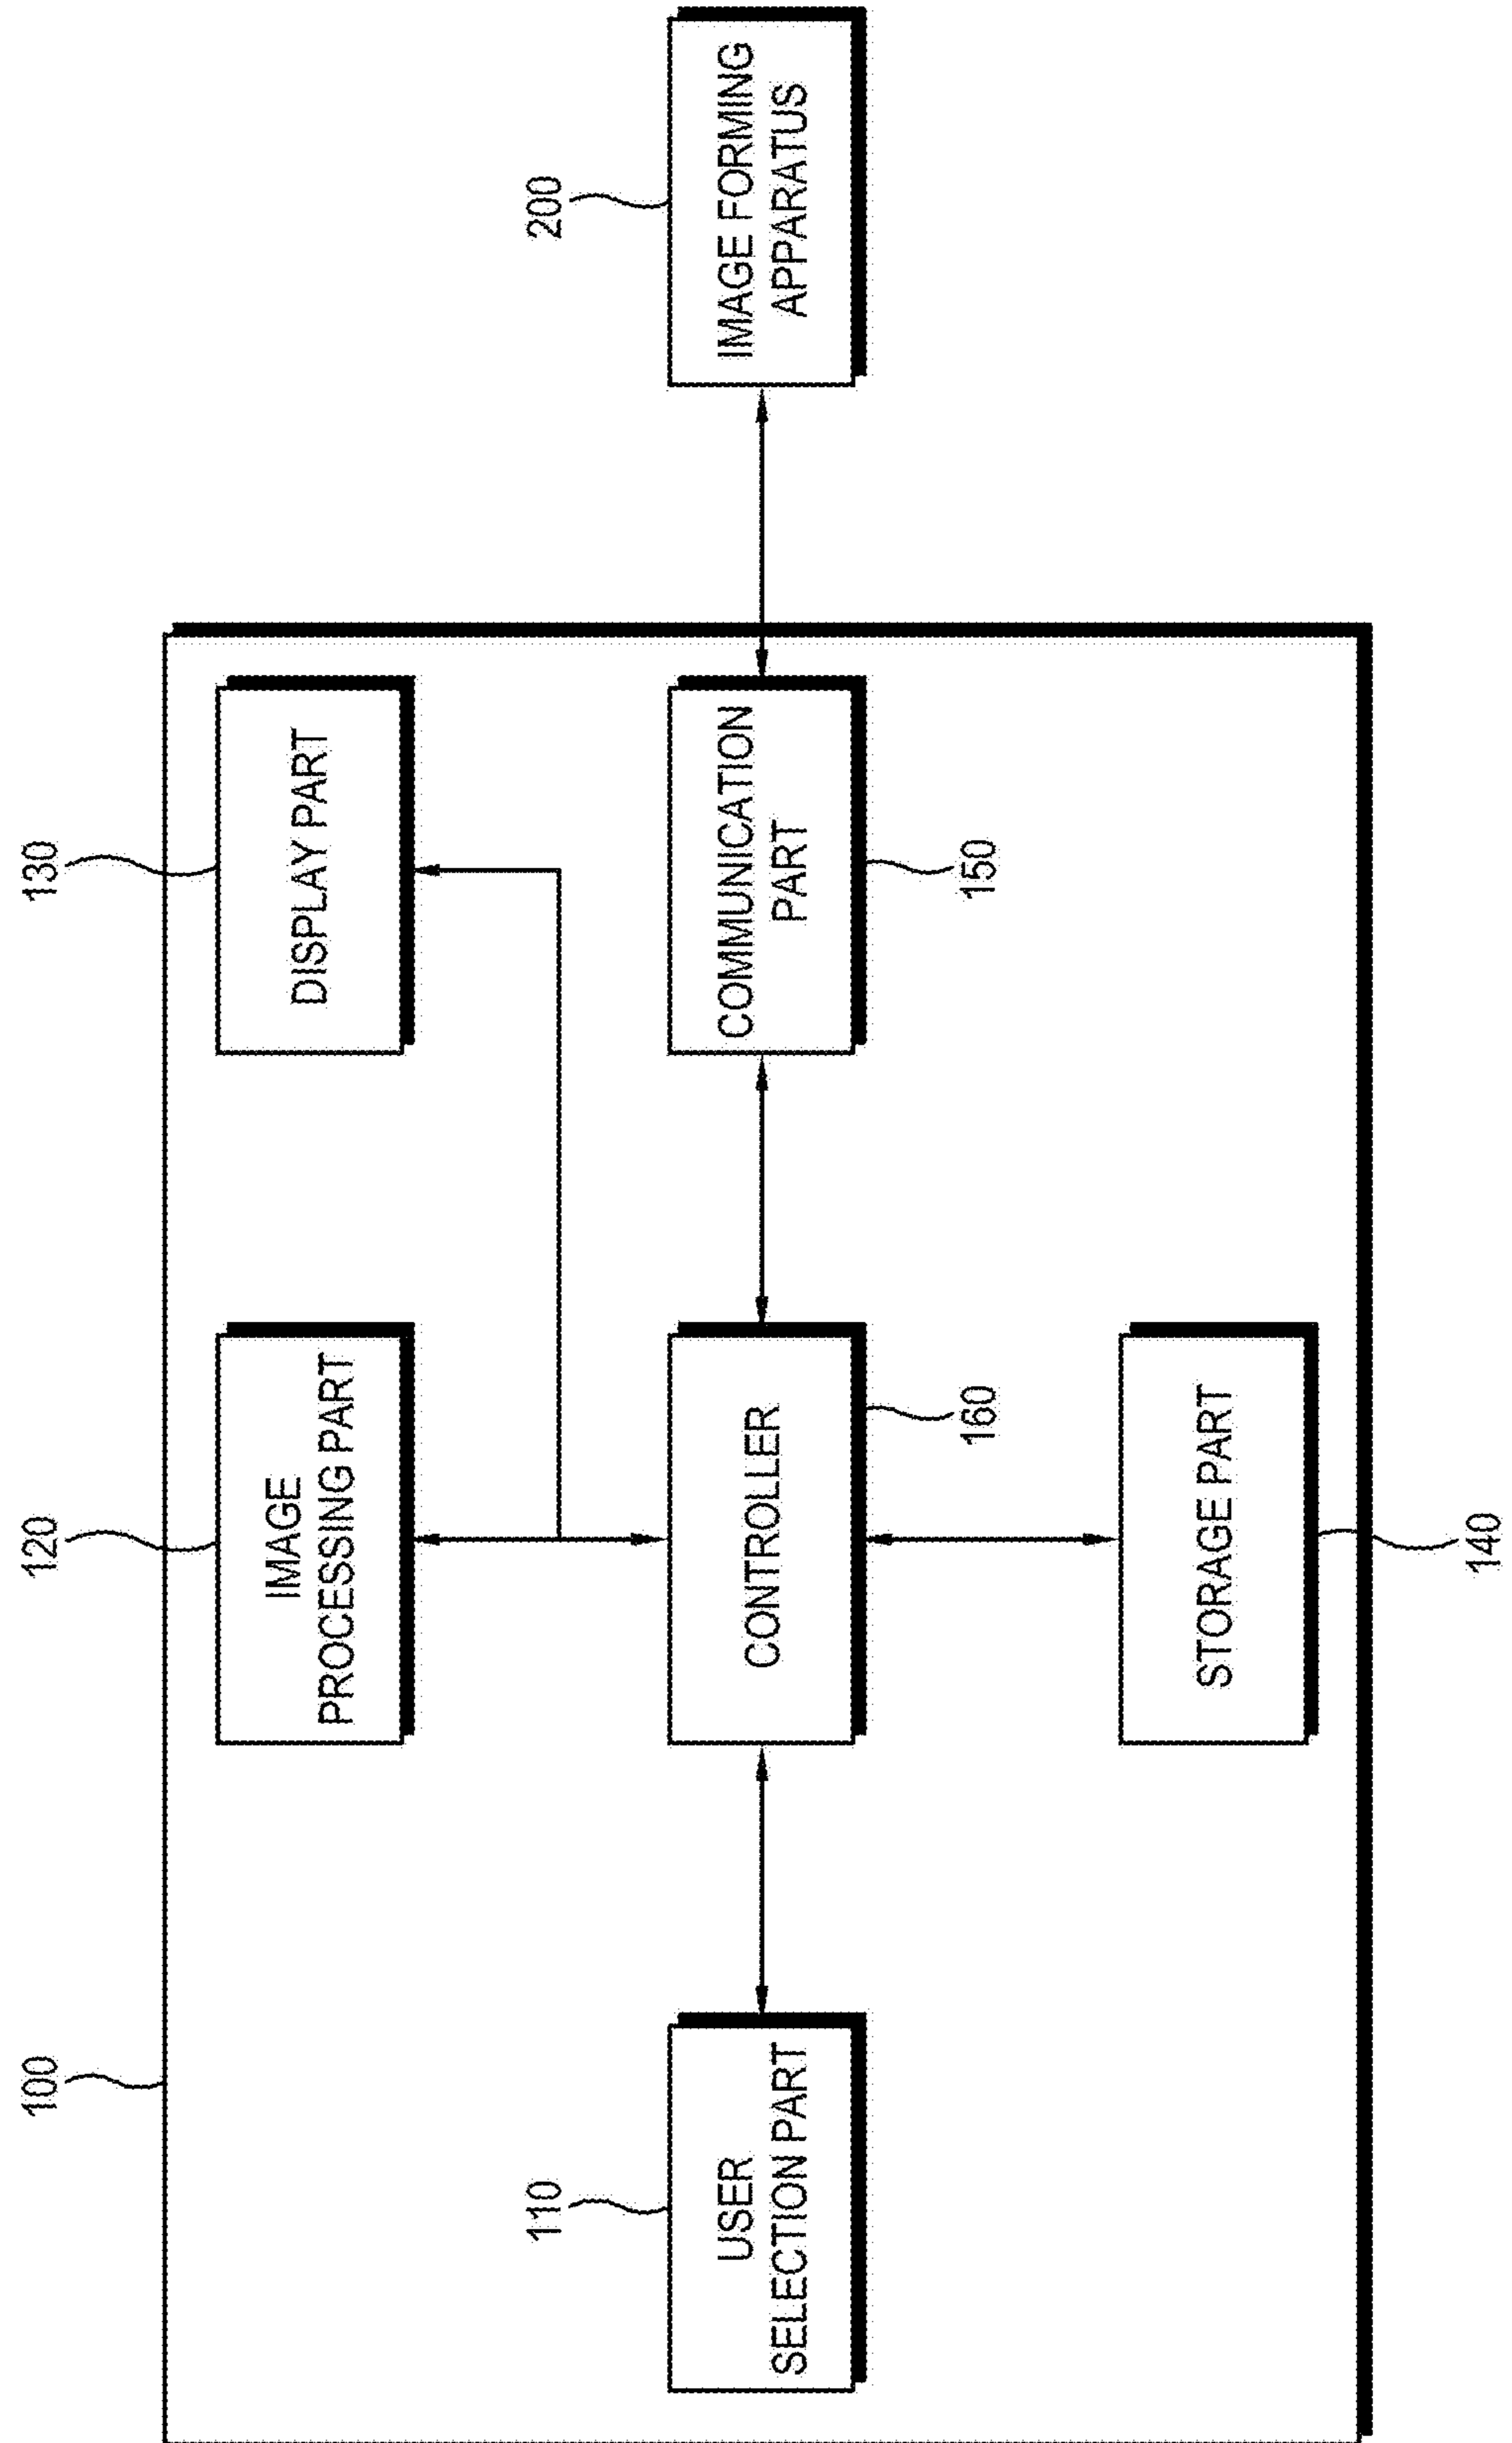 100
120
IMAGE
PROCESSING PART
130
DISPLAY PART
110
USER
SELECTION PART
CONTROLLER
160
COMMUNICATION
PART
150
200
IMAGE FORMING
APPARATUS
STORAGE PART
140